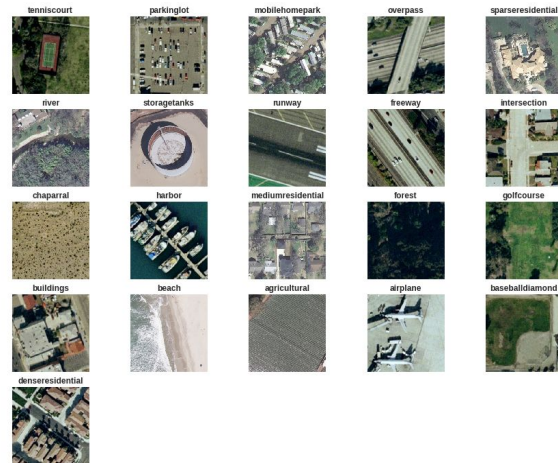 tenniscourt parkinglot mobilehomepark overpass sparseresidential
river storagetanks runway freeway intersection
chaparral harbor mediumresidential forest golfcourse
buildings beach agricultural airplane baseballdiamond
denseresidential